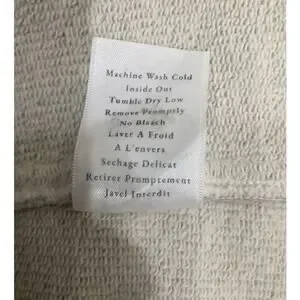 Machine Wash Cold
Inside Out
Tumble Dry Low
Remove Promptly
No Bleach
Laver A Froid
A L'envers
Sechage Delicat
Retirer Promptement
Javel Interdit